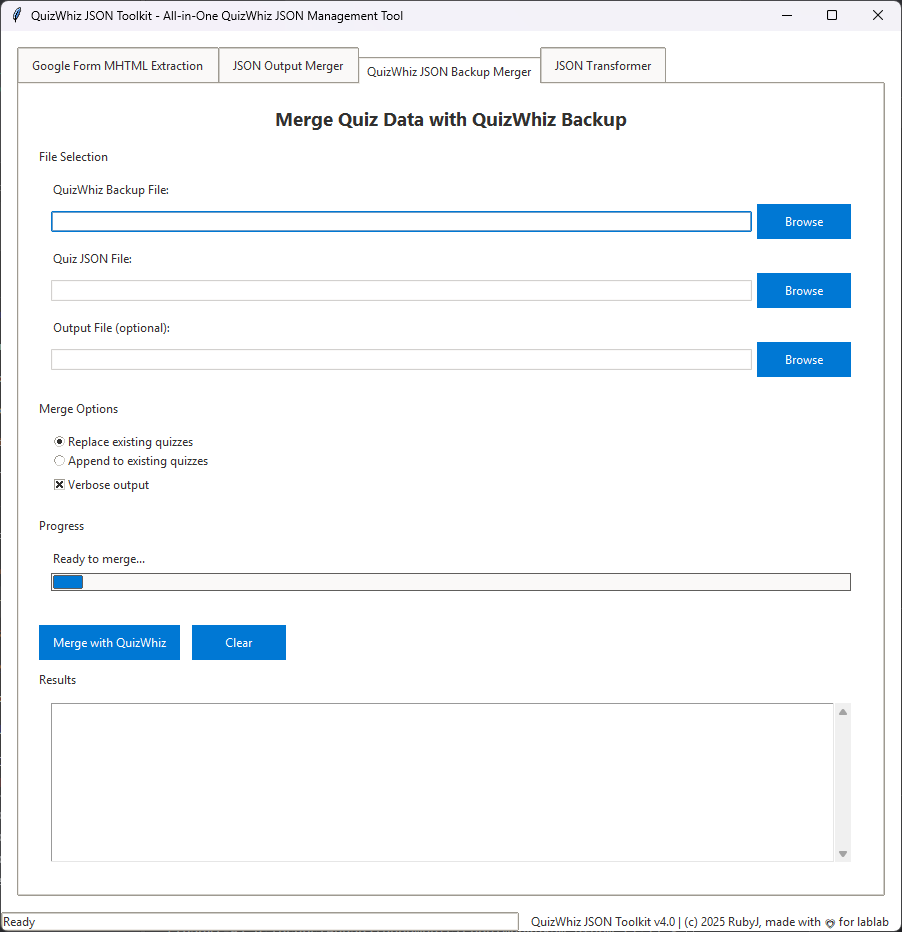 QuizWhiz JSON Toolkit - All-in-One QuizWhiz JSON Management Tool
Google Form MHTML Extraction
JSON Output Merger
QuizWhiz JSON Backup Merger
JSON Transformer
Merge Quiz Data with QuizWhiz Backup
File Selection
QuizWhiz Backup File:
Browse
Quiz JSON File:
Browse
Output File (optional):
Browse
Merge Options
Replace existing quizzes
Append to existing quizzes
Verbose output
Progress
Ready to merge...
Merge with QuizWhiz
Clear
Results
Ready
QuizWhiz JSON Toolkit v4.0 | (c) 2025 RubyJ, made with 💙 for lablab